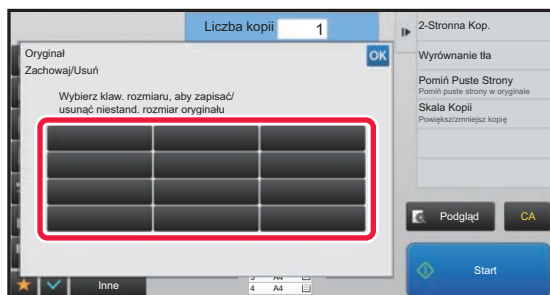 Liczba kopii 1
Oryginał
OK
Zachowaj/Usuń
Wybierz klaw. rozmiaru, aby zapisać/
usunąć niestand. rozmiar oryginału
2-Stronna Kop.
Wyrównanie tła
Pomiń Puste Strony
Pomiń puste strony w oryginale
Skala Kopii
Powiększ/zmniejsz kopię
Podgląd
CA
Start
Inne
3 A4
4 A4